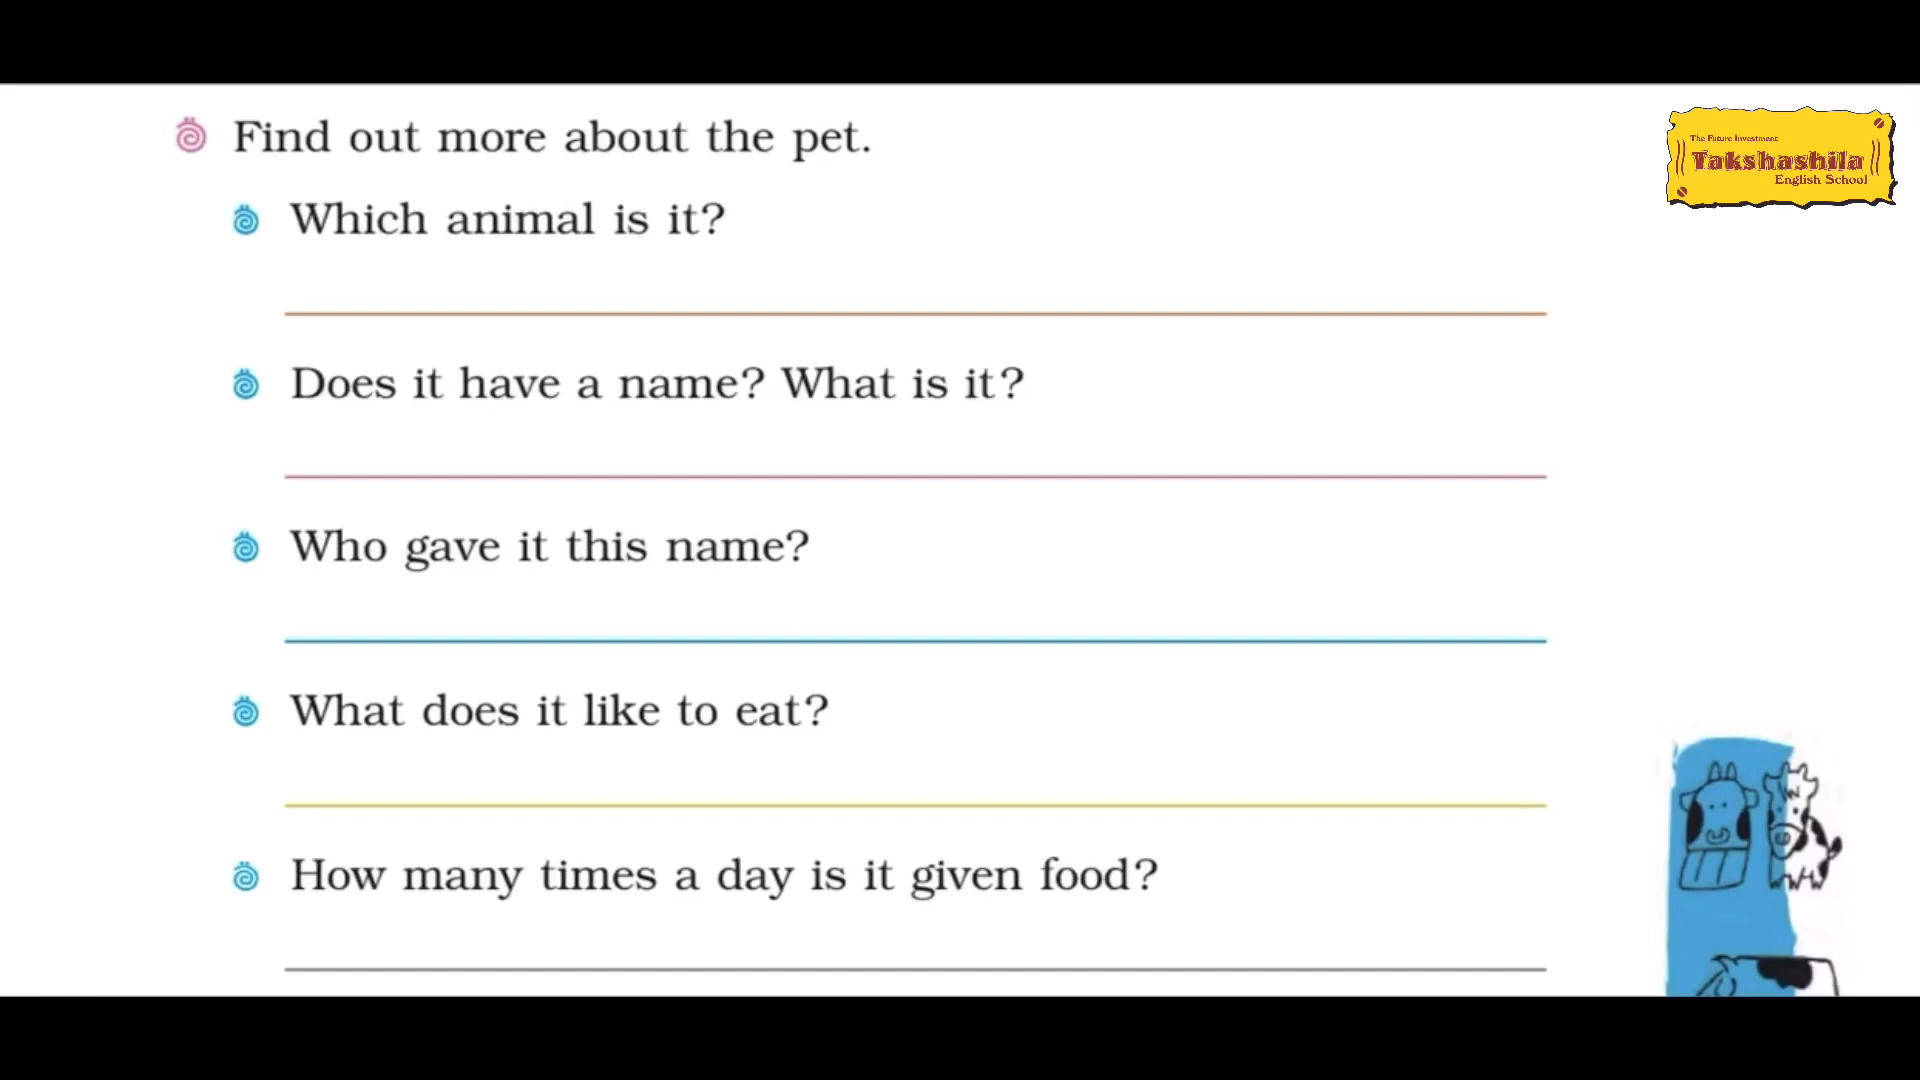 Find out more about the pet.
The Future Investment
Takshashila
English School
Which animal is it?
Does it have a name? What is it?
Who gave it this name?
What does it like to eat?
How many times a day is it given food?